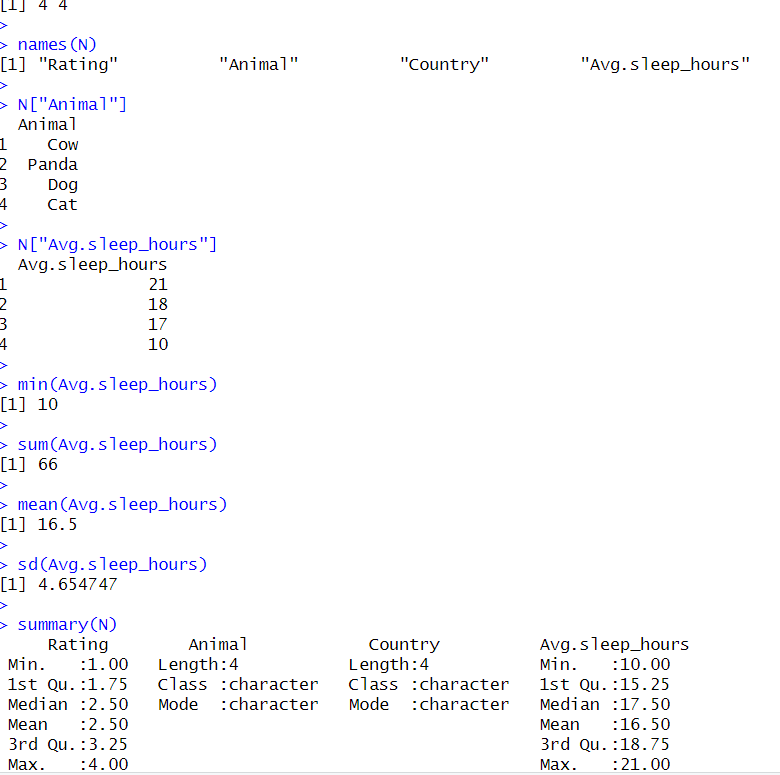 [1] 4 4
>
> names(N)
[1] "Rating"          "Animal"          "Country"         "Avg.sleep_hours"
>
> N["Animal"]
  Animal
1    Cow
2  Panda
3    Dog
4    Cat
>
> N["Avg.sleep_hours"]
  Avg.sleep_hours
1              21
2              18
3              17
4              10
>
> min(Avg.sleep_hours)
[1] 10
>
> sum(Avg.sleep_hours)
[1] 66
>
> mean(Avg.sleep_hours)
[1] 16.5
>
> sd(Avg.sleep_hours)
[1] 4.654747
>
> summary(N)
     Rating        Animal            Country          Avg.sleep_hours
 Min.   :1.00   Length:4           Length:4           Min.   :10.00
 1st Qu.:1.75   Class :character   Class :character   1st Qu.:15.25
 Median :2.50   Mode  :character   Mode  :character   Median :17.50
 Mean   :2.50                                         Mean   :16.50
 3rd Qu.:3.25                                         3rd Qu.:18.75
 Max.   :4.00                                         Max.   :21.00